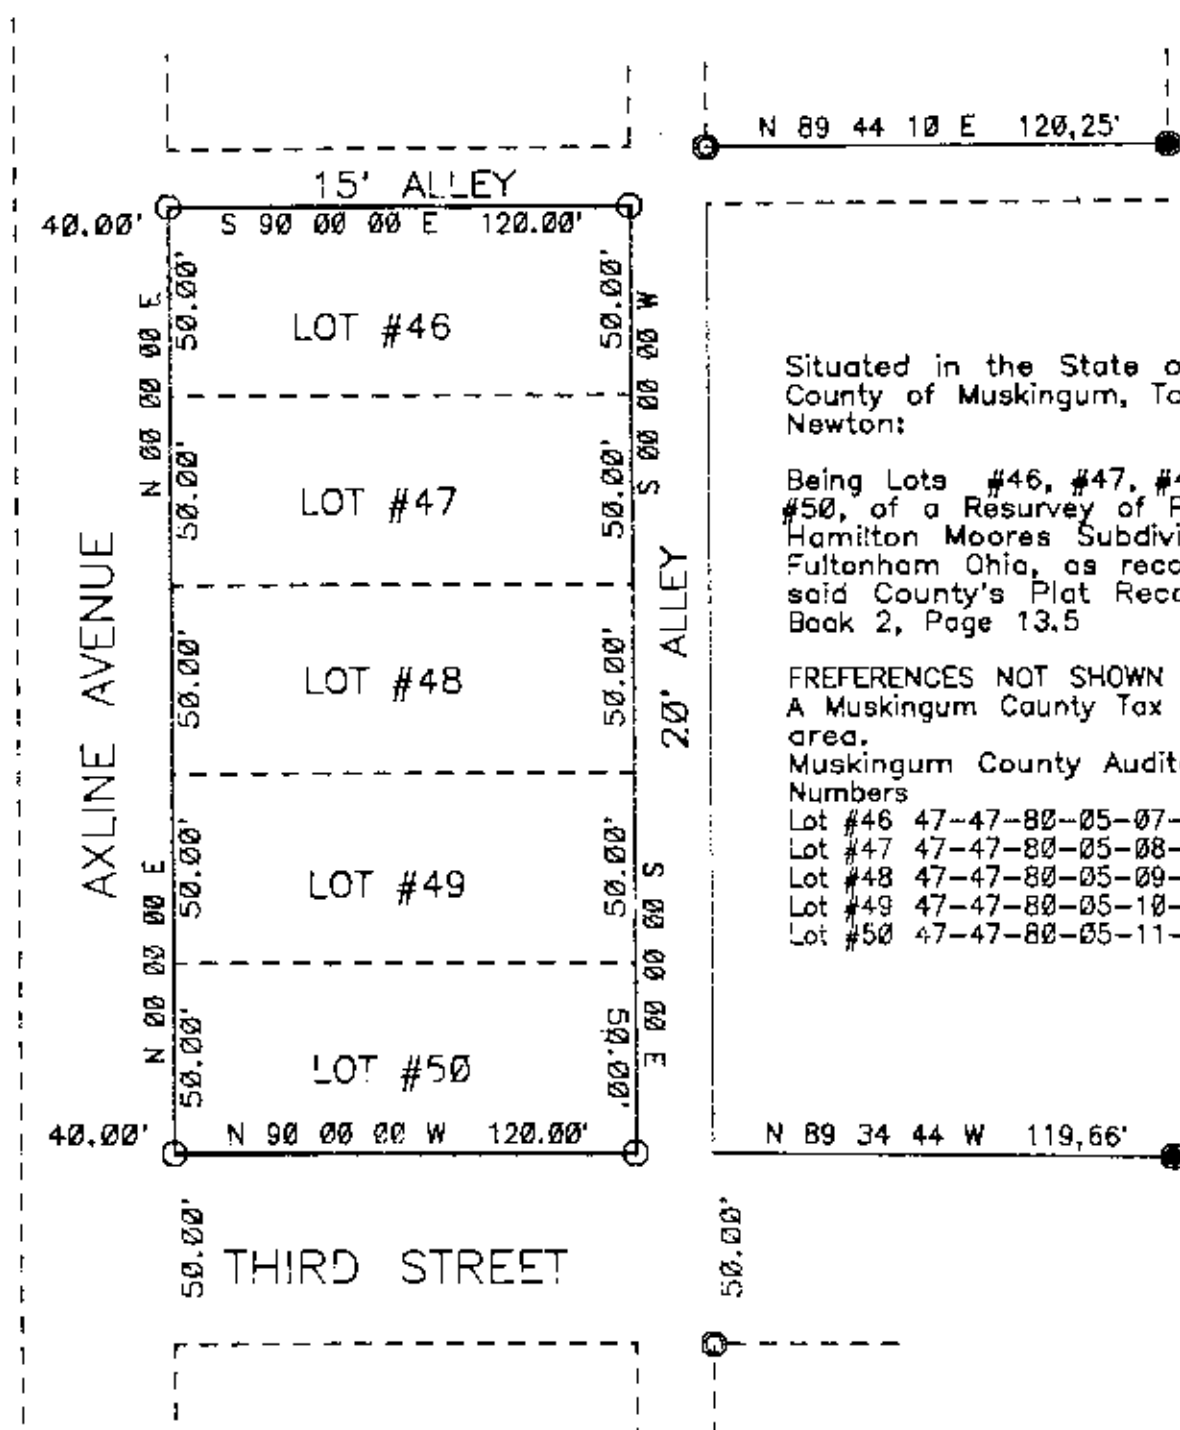 N 89 44 10 E 120,25'
15' ALLEY
40.00'
S 90 00 00 E 120.00'
N 00 00 00 E
50.00'
LOT #46
50.00'
S 00 00 00 W
50.00'
LOT #47
50.00'
AXLINE AVENUE
50.00'
LOT #48
50.00'
20' ALLEY
50.00'
LOT #49
50.00'
N 00 00 00 E
50.00'
LOT #50
50.00'
S 00 00 00 E
40.00'
N 90 00 00 W 120.00'
Situated in the State
County of Muskingum,
Newton:
Being Lots #46, #47,
#50, of a Resurvey of
Hamilton Moores
Fultonham Ohio, as
said County's Plat
Book 2, Page 13.5
FREFERENCES NOT SHOWN
A Muskingum County Tax
area.
Muskingum County
Numbers
Lot #46 47-47-80-05-07-
Lot #47 47-47-80-05-08-
Lot #48 47-47-80-05-09-
Lot #49 47-47-80-05-10-
Lot #50 47-47-80-05-11-
N 89 34 44 W 119,66'
50.00'
THIRD STREET
50.00'